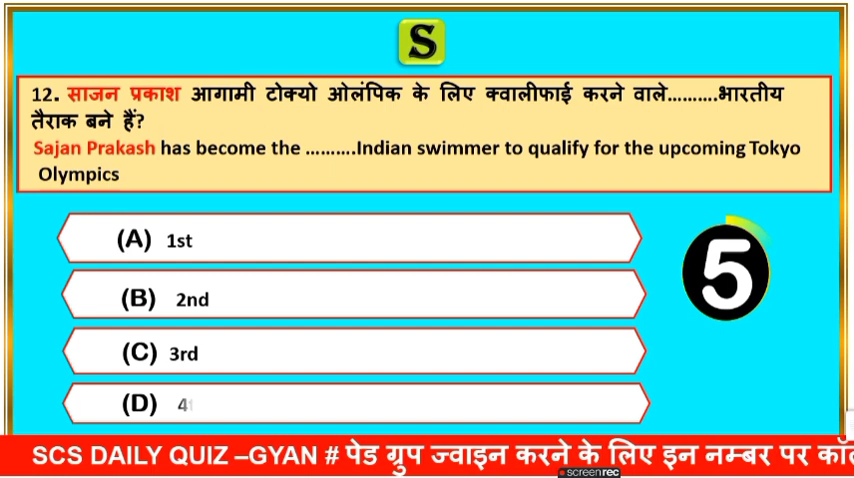 S
12. साजन प्रकाश आगामी टोक्यो ओलंपिक के लिए क्वालीफाई करने वाले..........भारतीय
तैराक बने हैं?
Sajan Prakash has become the ..........Indian swimmer to qualify for the upcoming Tokyo
Olympics
(A) 1st
(B) 2nd
(C) 3rd
(D) 4
5
SCS DAILY QUIZ –GYAN # पेड ग्रुप ज्वाइन करने के लिए इन नम्बर पर
screenrec